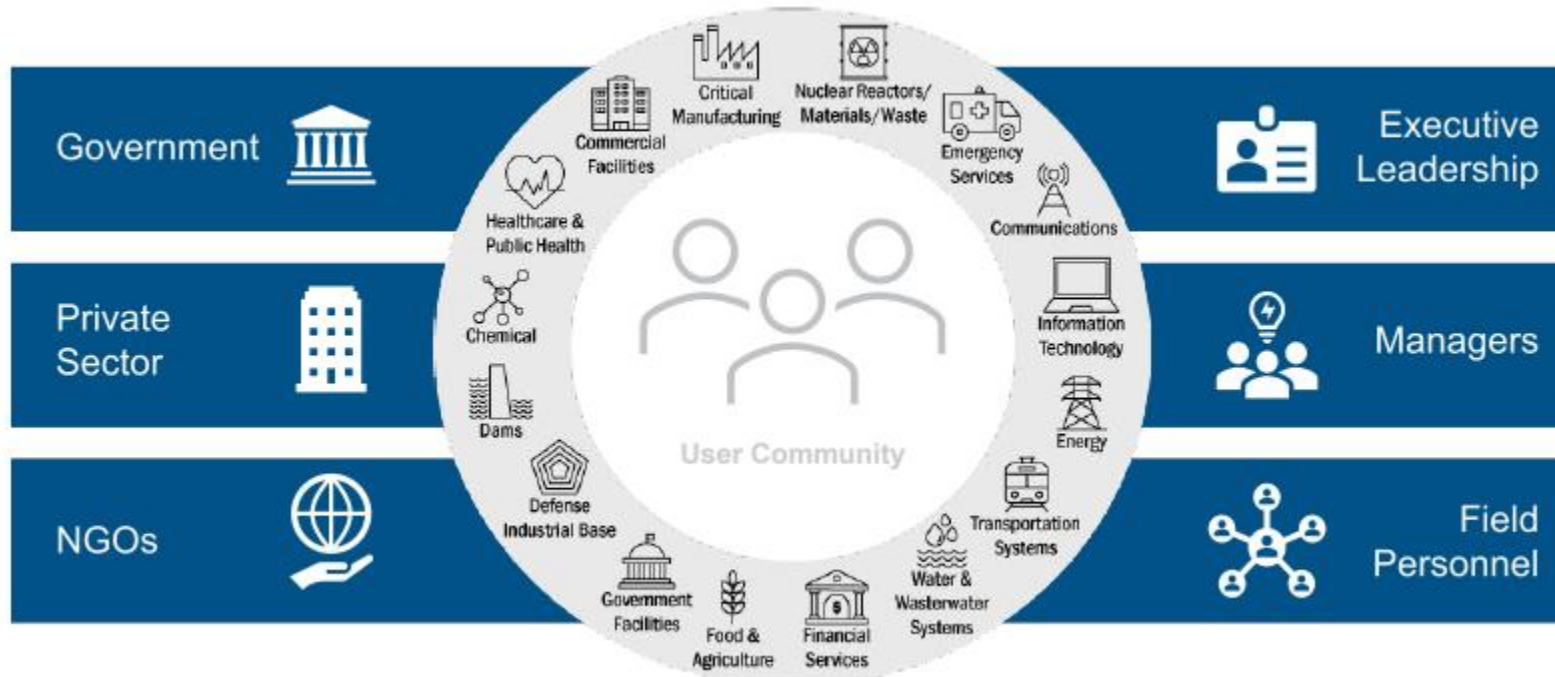 Government
Private
Sector
NGOs
Critical
Manufacturing
Nuclear Reactors/
Materials/Waste
Emergency
Services
Communications
Information
Technology
Energy
Transportation
Systems
Water &
Wasterwater
Systems
Financial
Services
Food &
Agriculture
Government
Facilities
Defense
Industrial Base
Dams
Chemical
Healthcare &
Public Health
Commercial
Facilities
$
User Community
Executive
Leadership
Managers
Field
Personnel